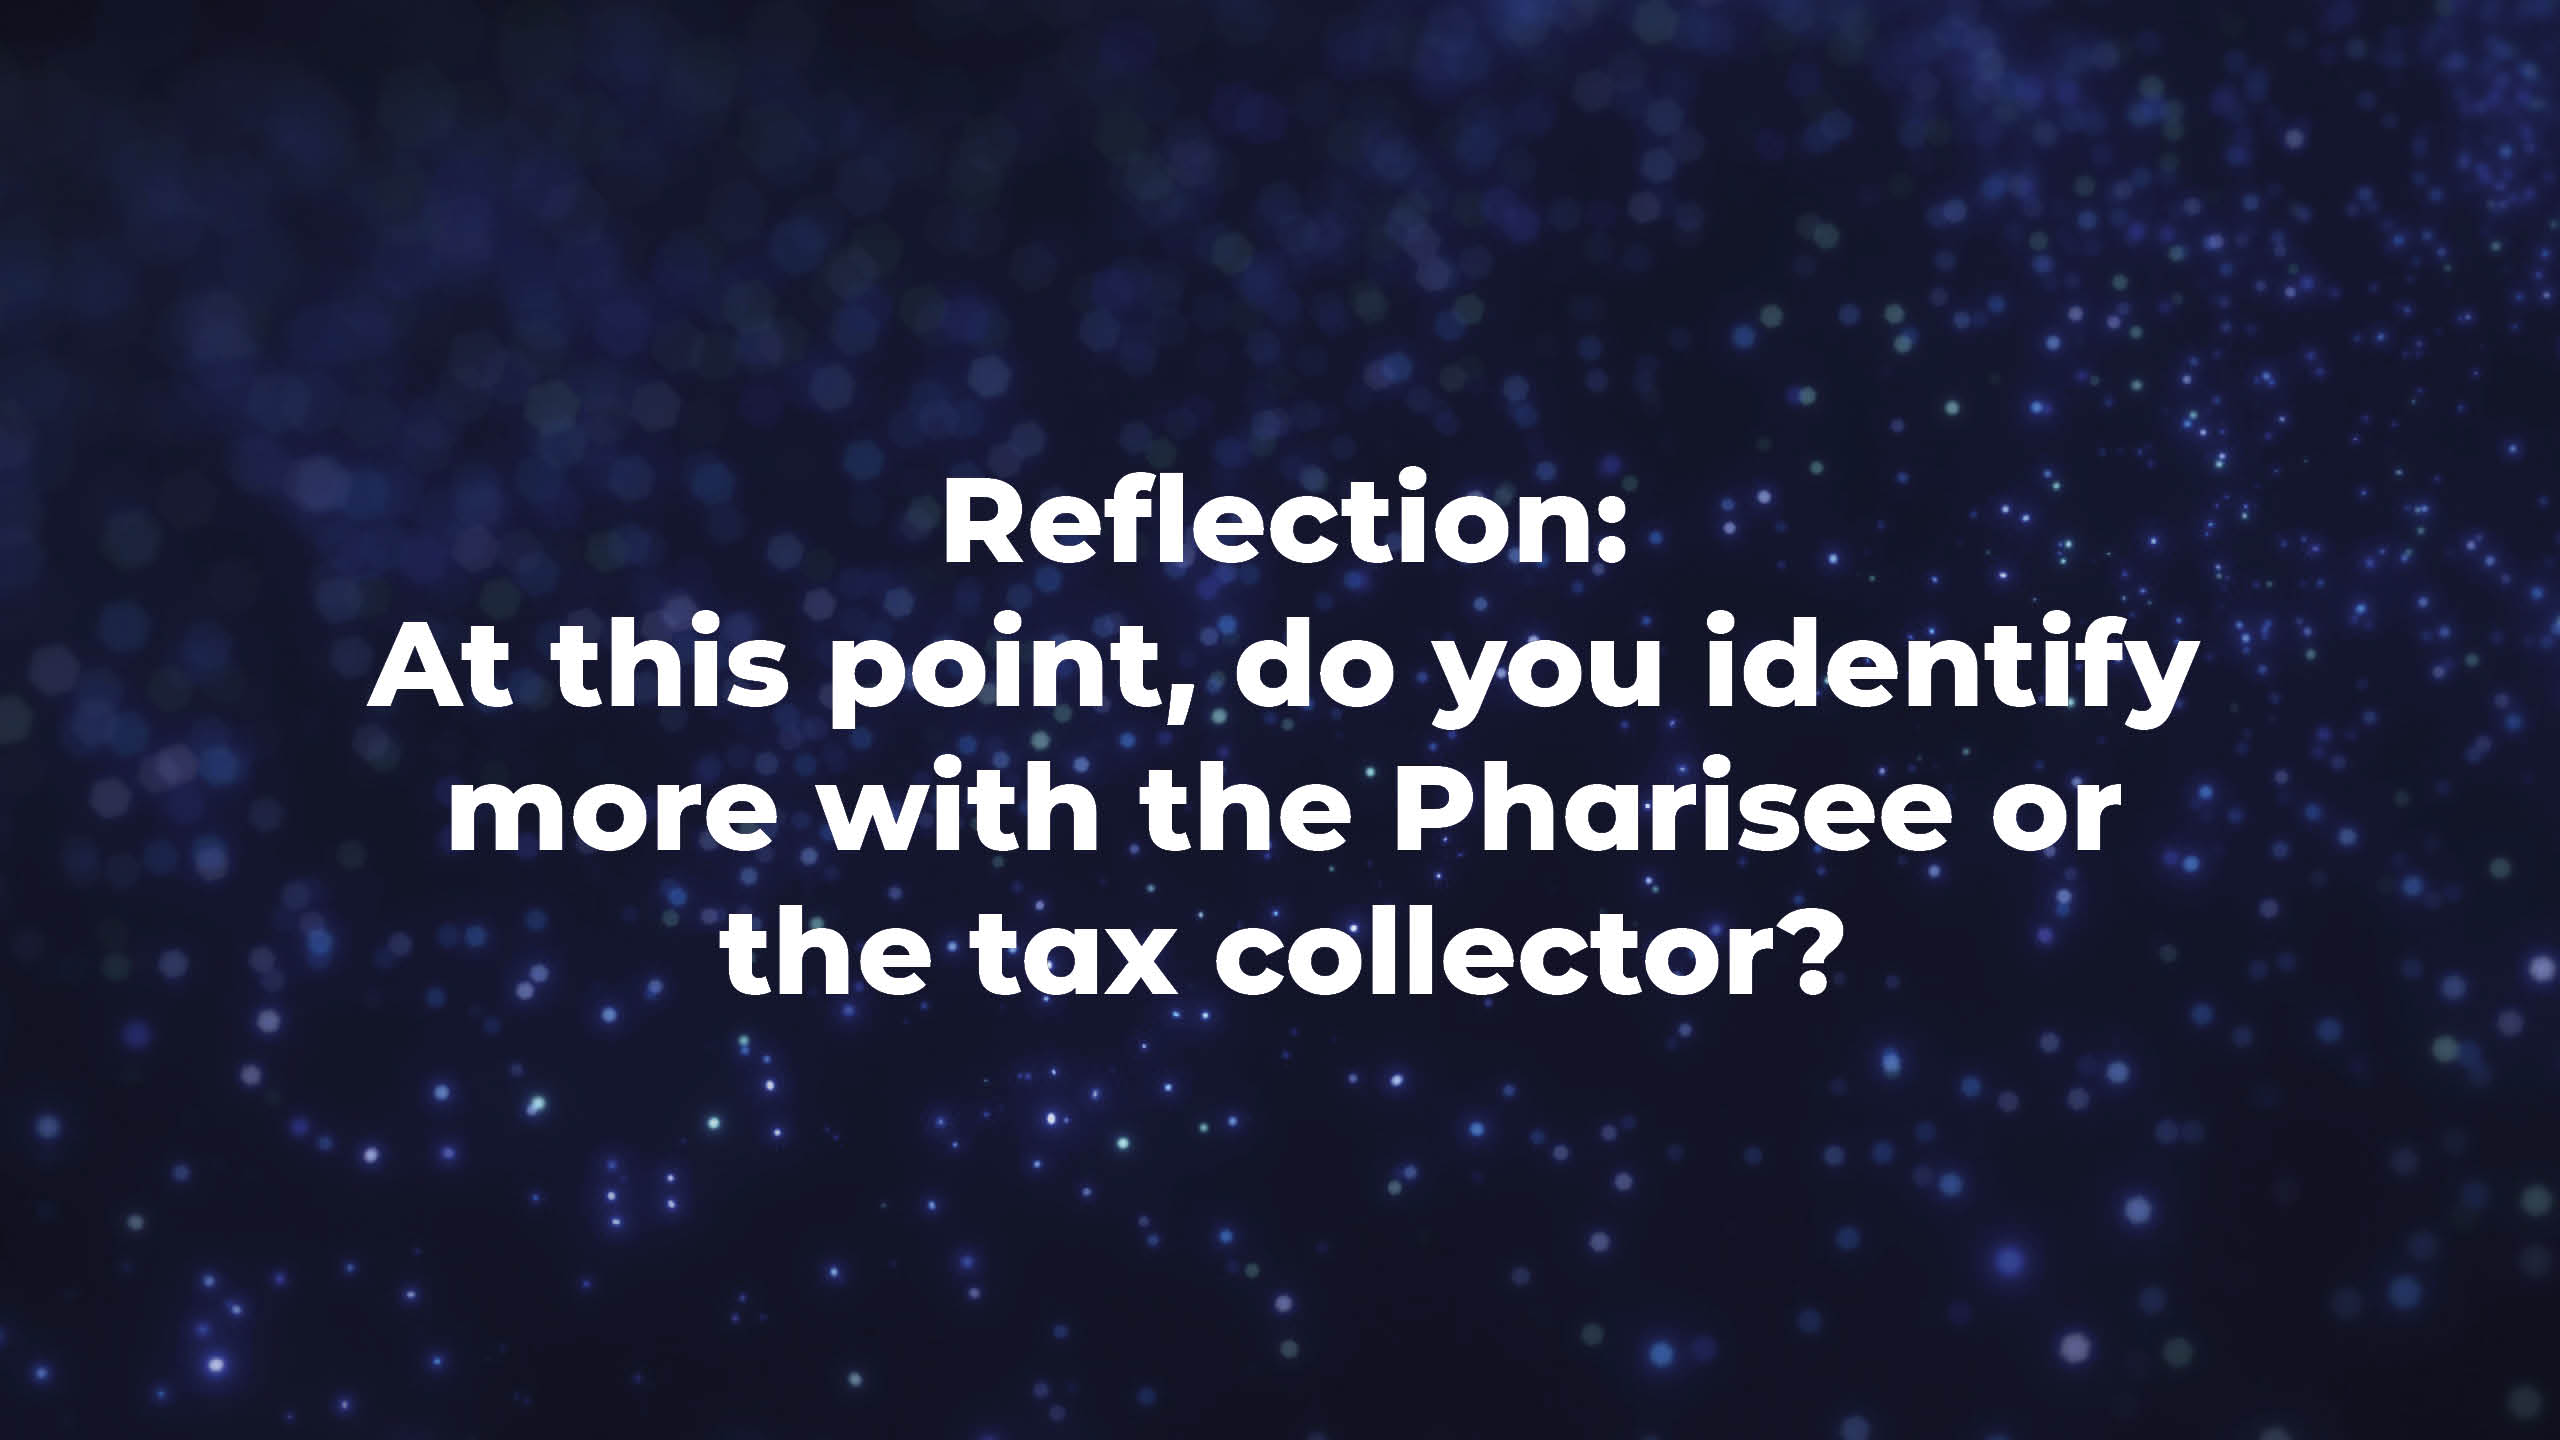 Reflection:
At this point, do you identify
more with the Pharisee or
the tax collector?